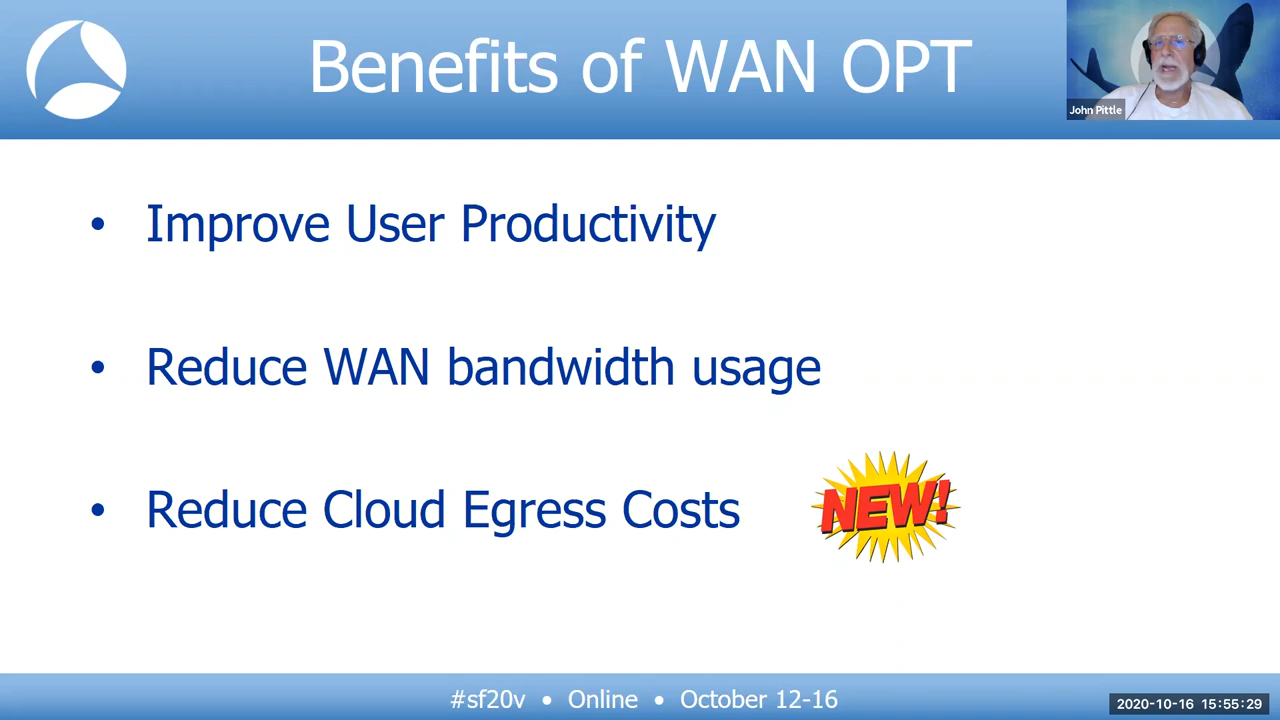 Benefits of WAN OPT
John Pittle
• Improve User Productivity
• Reduce WAN bandwidth usage
• Reduce Cloud Egress Costs
NEW!
#sf20v • Online • October 12-16
2020-10-16 15:55:29